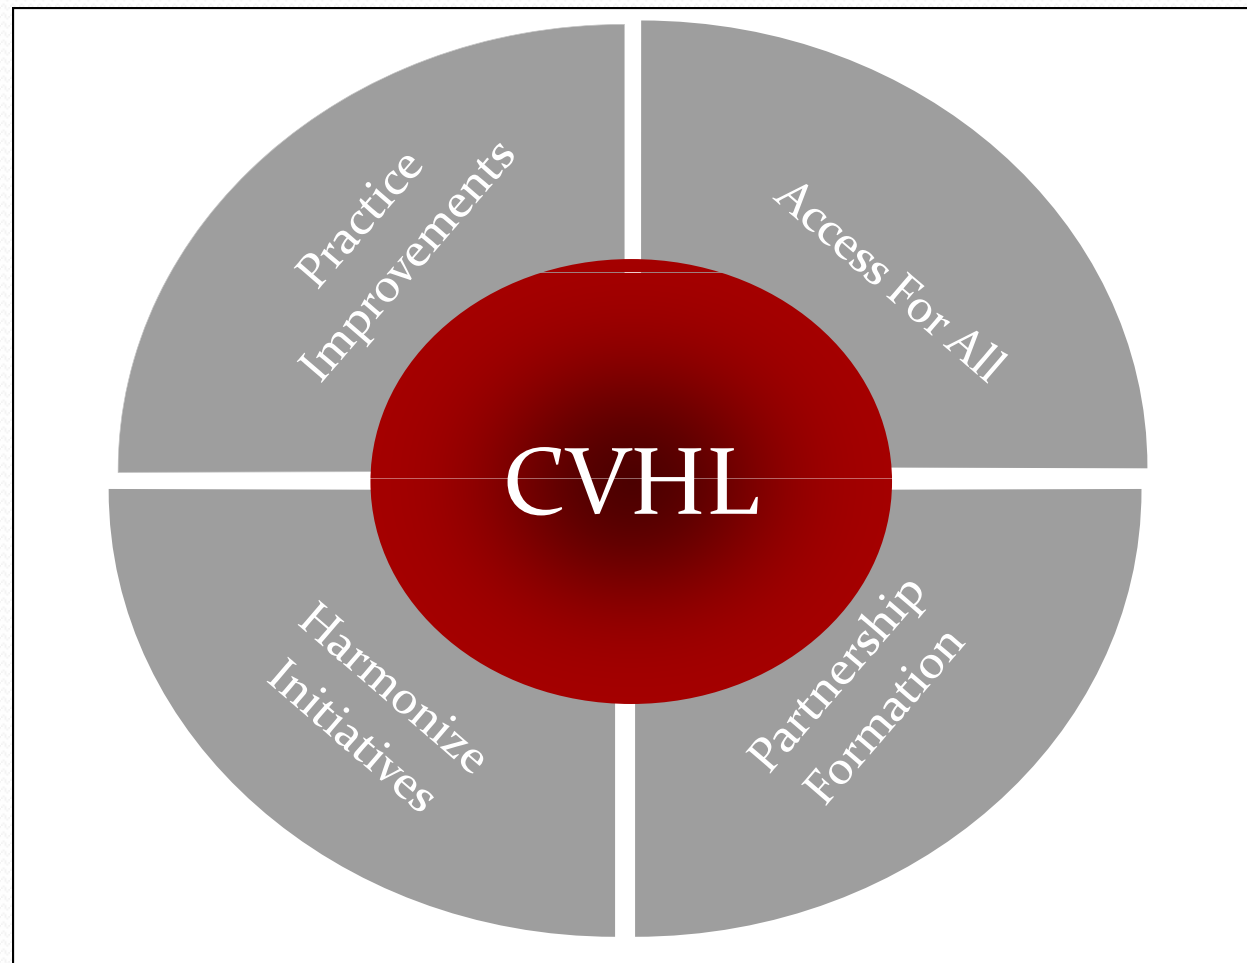 Practice
Improvements
Access For All
CVHL
Harmonize
Initiatives
Partnership
Formation